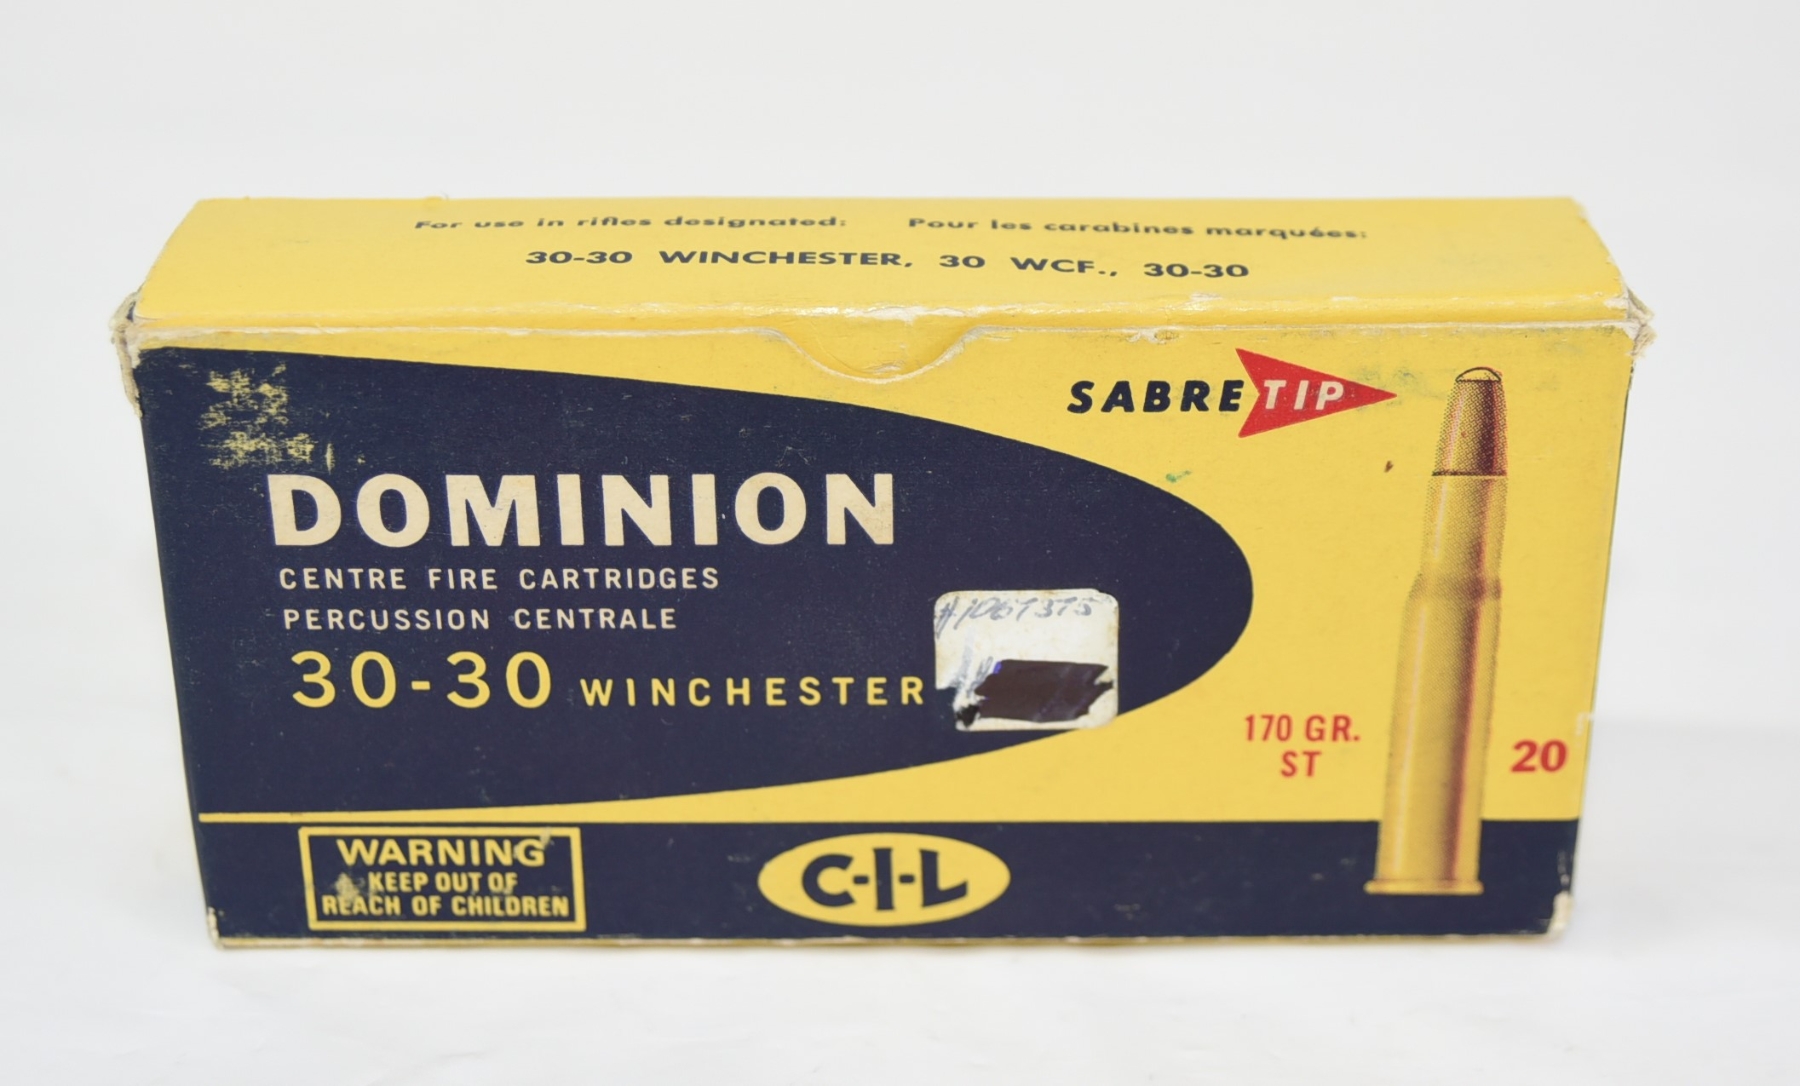 For use in rifles designated: Pour les carabines marquées:
30-30 WINCHESTER, 30 WCF., 30-30
SABRE TIP
DOMINION
CENTRE FIRE CARTRIDGES
PERCUSSION CENTRALE
30-30 WINCHESTER
170 GR.
ST
20
WARNING
KEEP OUT OF
REACH OF CHILDREN
C-I-L